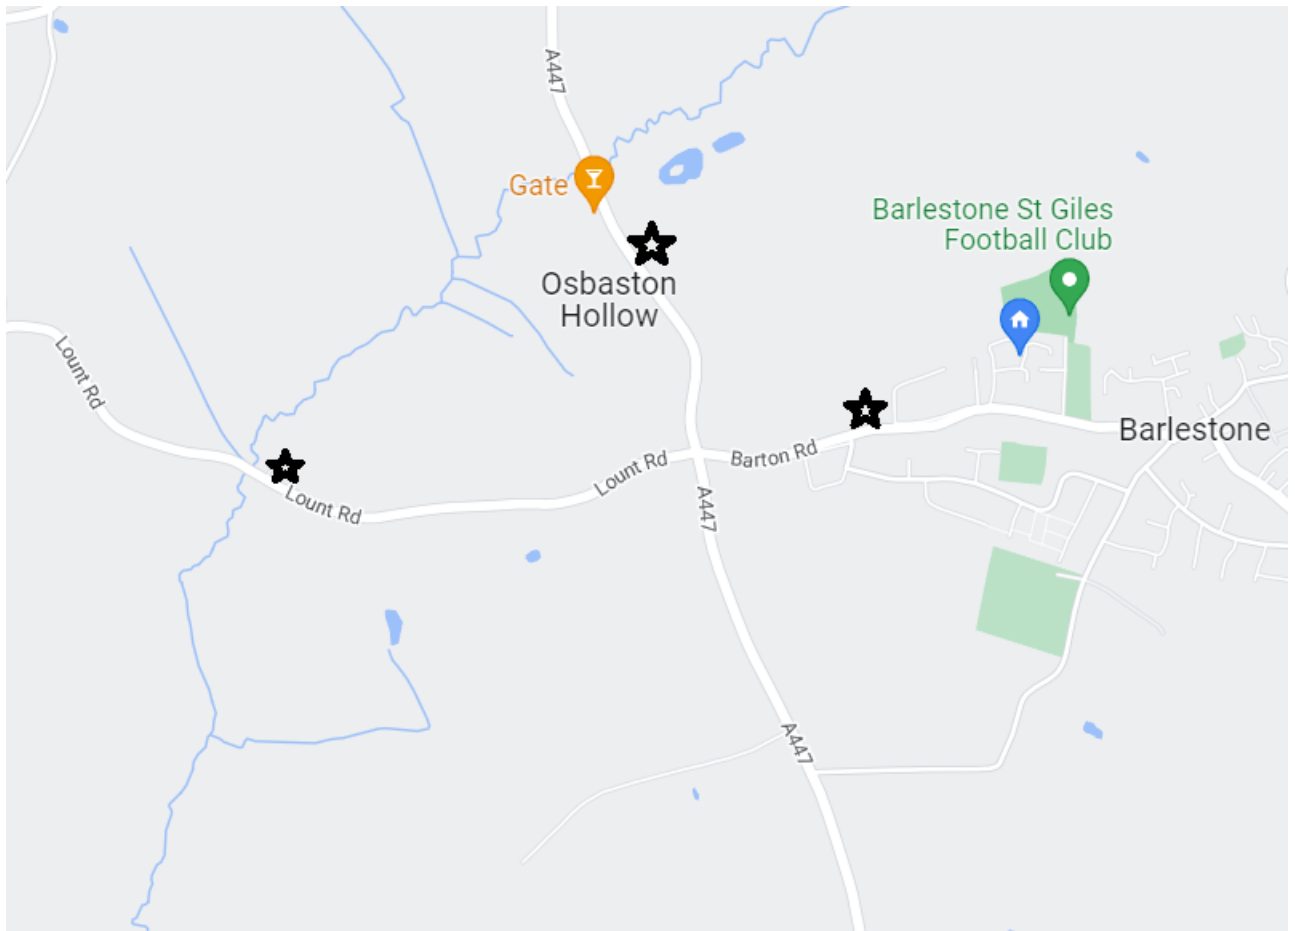 A447
Gate
Barlestone St Giles
Football Club
Osbaston
Hollow
Lount Rd
Barlestone
Barton Rd
Lount Rd
Lount Rd
A447
A447